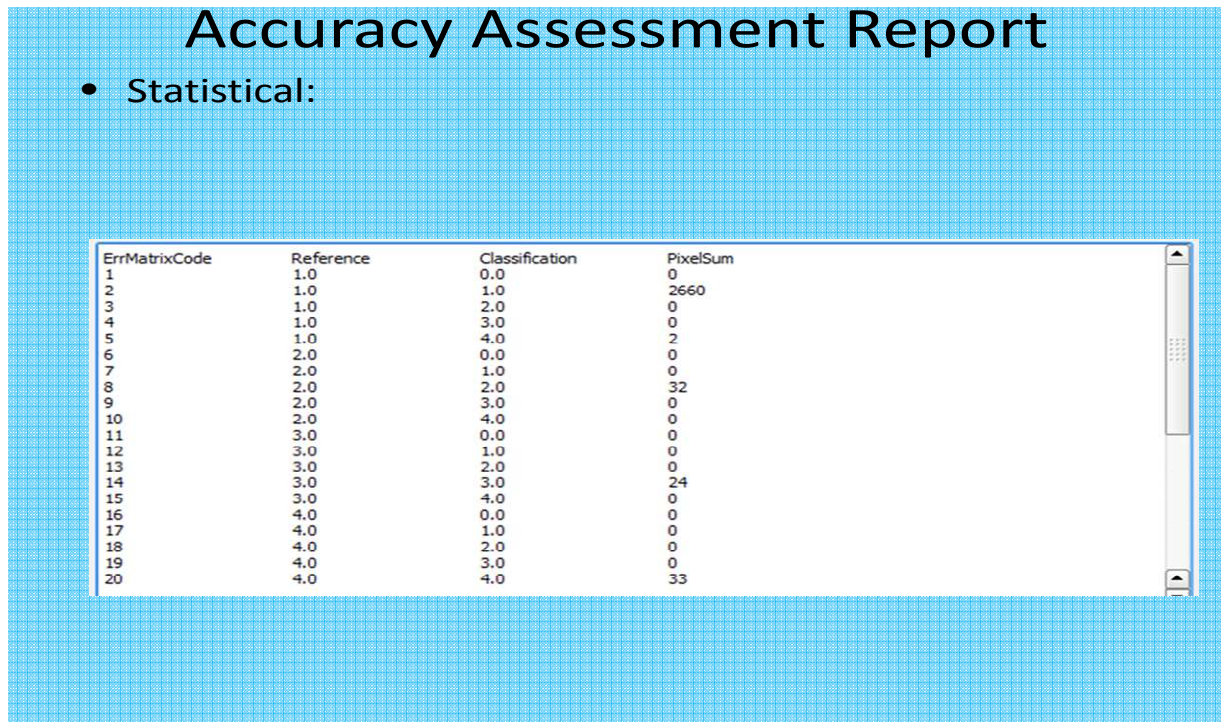 Accuracy Assessment Report
• Statistical:
ErrMatrixCode Reference Classification PixelSum
1 1.0 0.0 0
2 1.0 1.0 2660
3 1.0 2.0 0
4 1.0 3.0 0
5 1.0 4.0 2
6 2.0 0.0 0
7 2.0 1.0 0
8 2.0 2.0 32
9 2.0 3.0 0
10 2.0 4.0 0
11 3.0 0.0 0
12 3.0 1.0 0
13 3.0 2.0 0
14 3.0 3.0 24
15 3.0 4.0 0
16 4.0 0.0 0
17 4.0 1.0 0
18 4.0 2.0 0
19 4.0 3.0 0
20 4.0 4.0 33